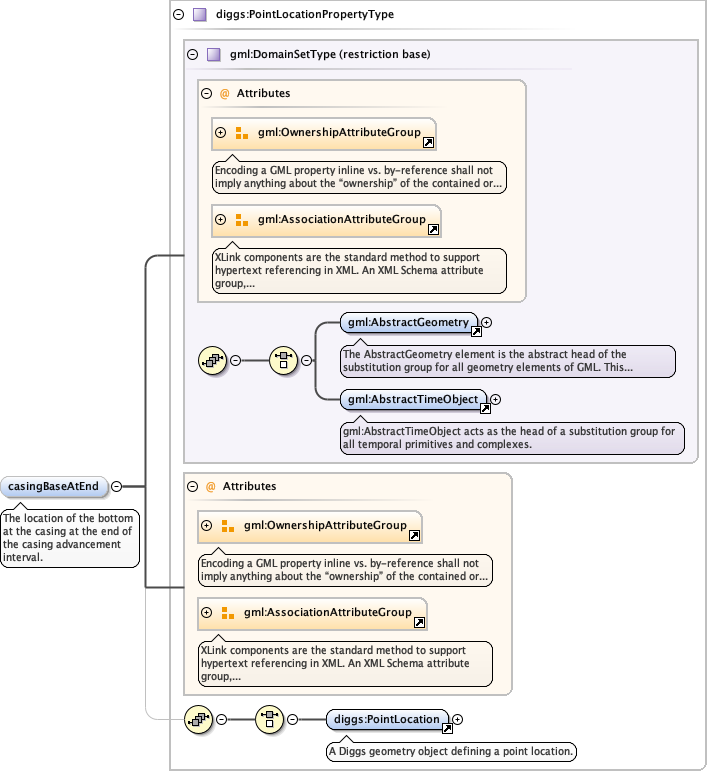 diggs:PointLocationPropertyType
gml:DomainSetType (restriction base)
@ Attributes
gml:OwnershipAttributeGroup
Encoding a GML property inline vs. by-reference shall not
imply anything about the “ownership” of the contained or...
gml:AssociationAttributeGroup
XLink components are the standard method to support
hypertext referencing in XML. An XML Schema attribute
group,...
gml:AbstractGeometry
The AbstractGeometry element is the abstract head of the
substitution group for all geometry elements of GML. This...
gml:AbstractTimeObject
gml:AbstractTimeObject acts as the head of a substitution group for
all temporal primitives and complexes.
casingBaseAtEnd
The location of the bottom
at the casing at the end of
the casing advancement
interval.
@ Attributes
gml:OwnershipAttributeGroup
Encoding a GML property inline vs. by-reference shall not
imply anything about the “ownership” of the contained or...
gml:AssociationAttributeGroup
XLink components are the standard method to support
hypertext referencing in XML. An XML Schema attribute
group,...
diggs:PointLocation
A Diggs geometry object defining a point location.